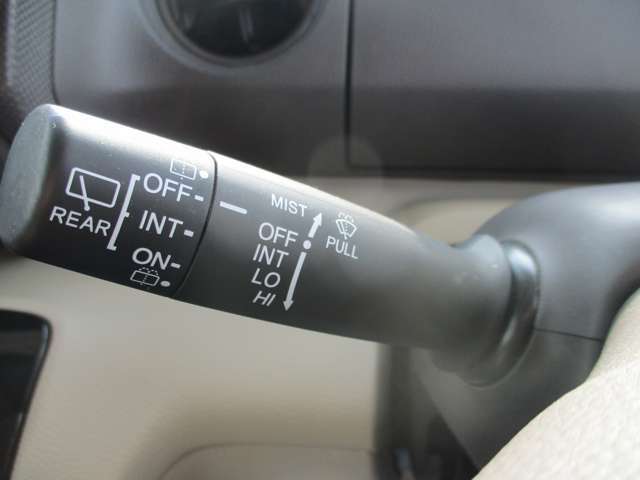 REAR
OFF
INT
ON
MIST
OFF
INT
LO
HI
PULL